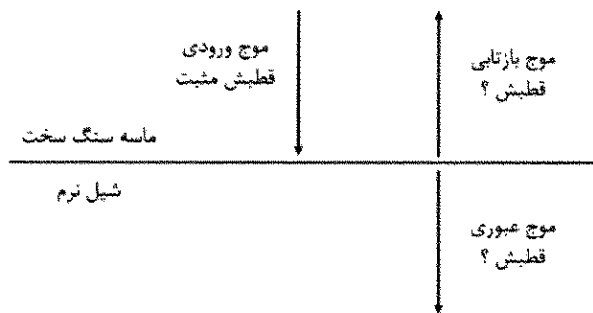 موج ورودی
قطبش مثبت
موج بازتابی
قطبش ؟
ماسه سنگ سخت
شیل نرم
موج عبوری
قطبش ؟